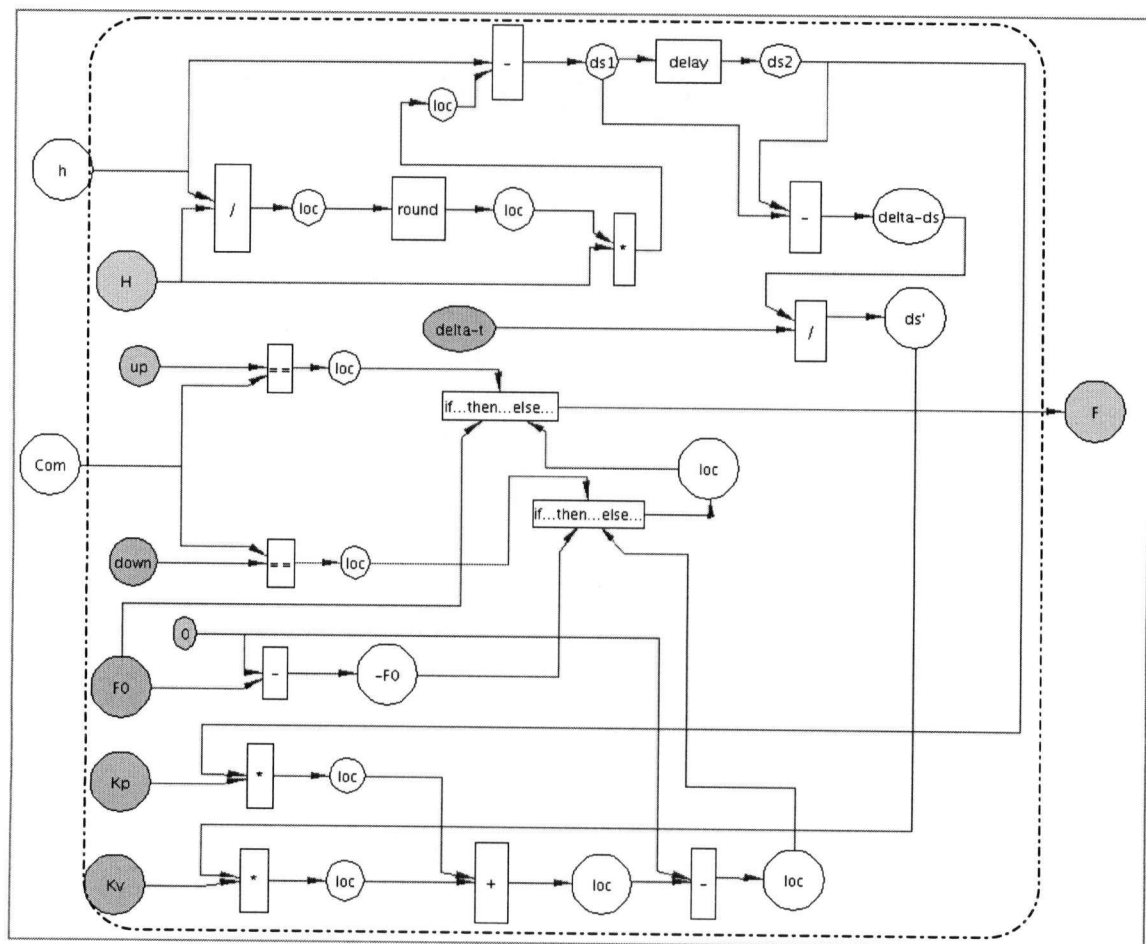 -
ds1
delay
ds2
loc
h
/
loc
round
loc
*
-
delta-ds
H
delta-t
/
ds'
up
==
loc
if...then...else...
F
Com
loc
if...then...else...
down
==
loc
0
F0
-
-F0
Kp
*
loc
Kv
*
loc
+
loc
-
loc